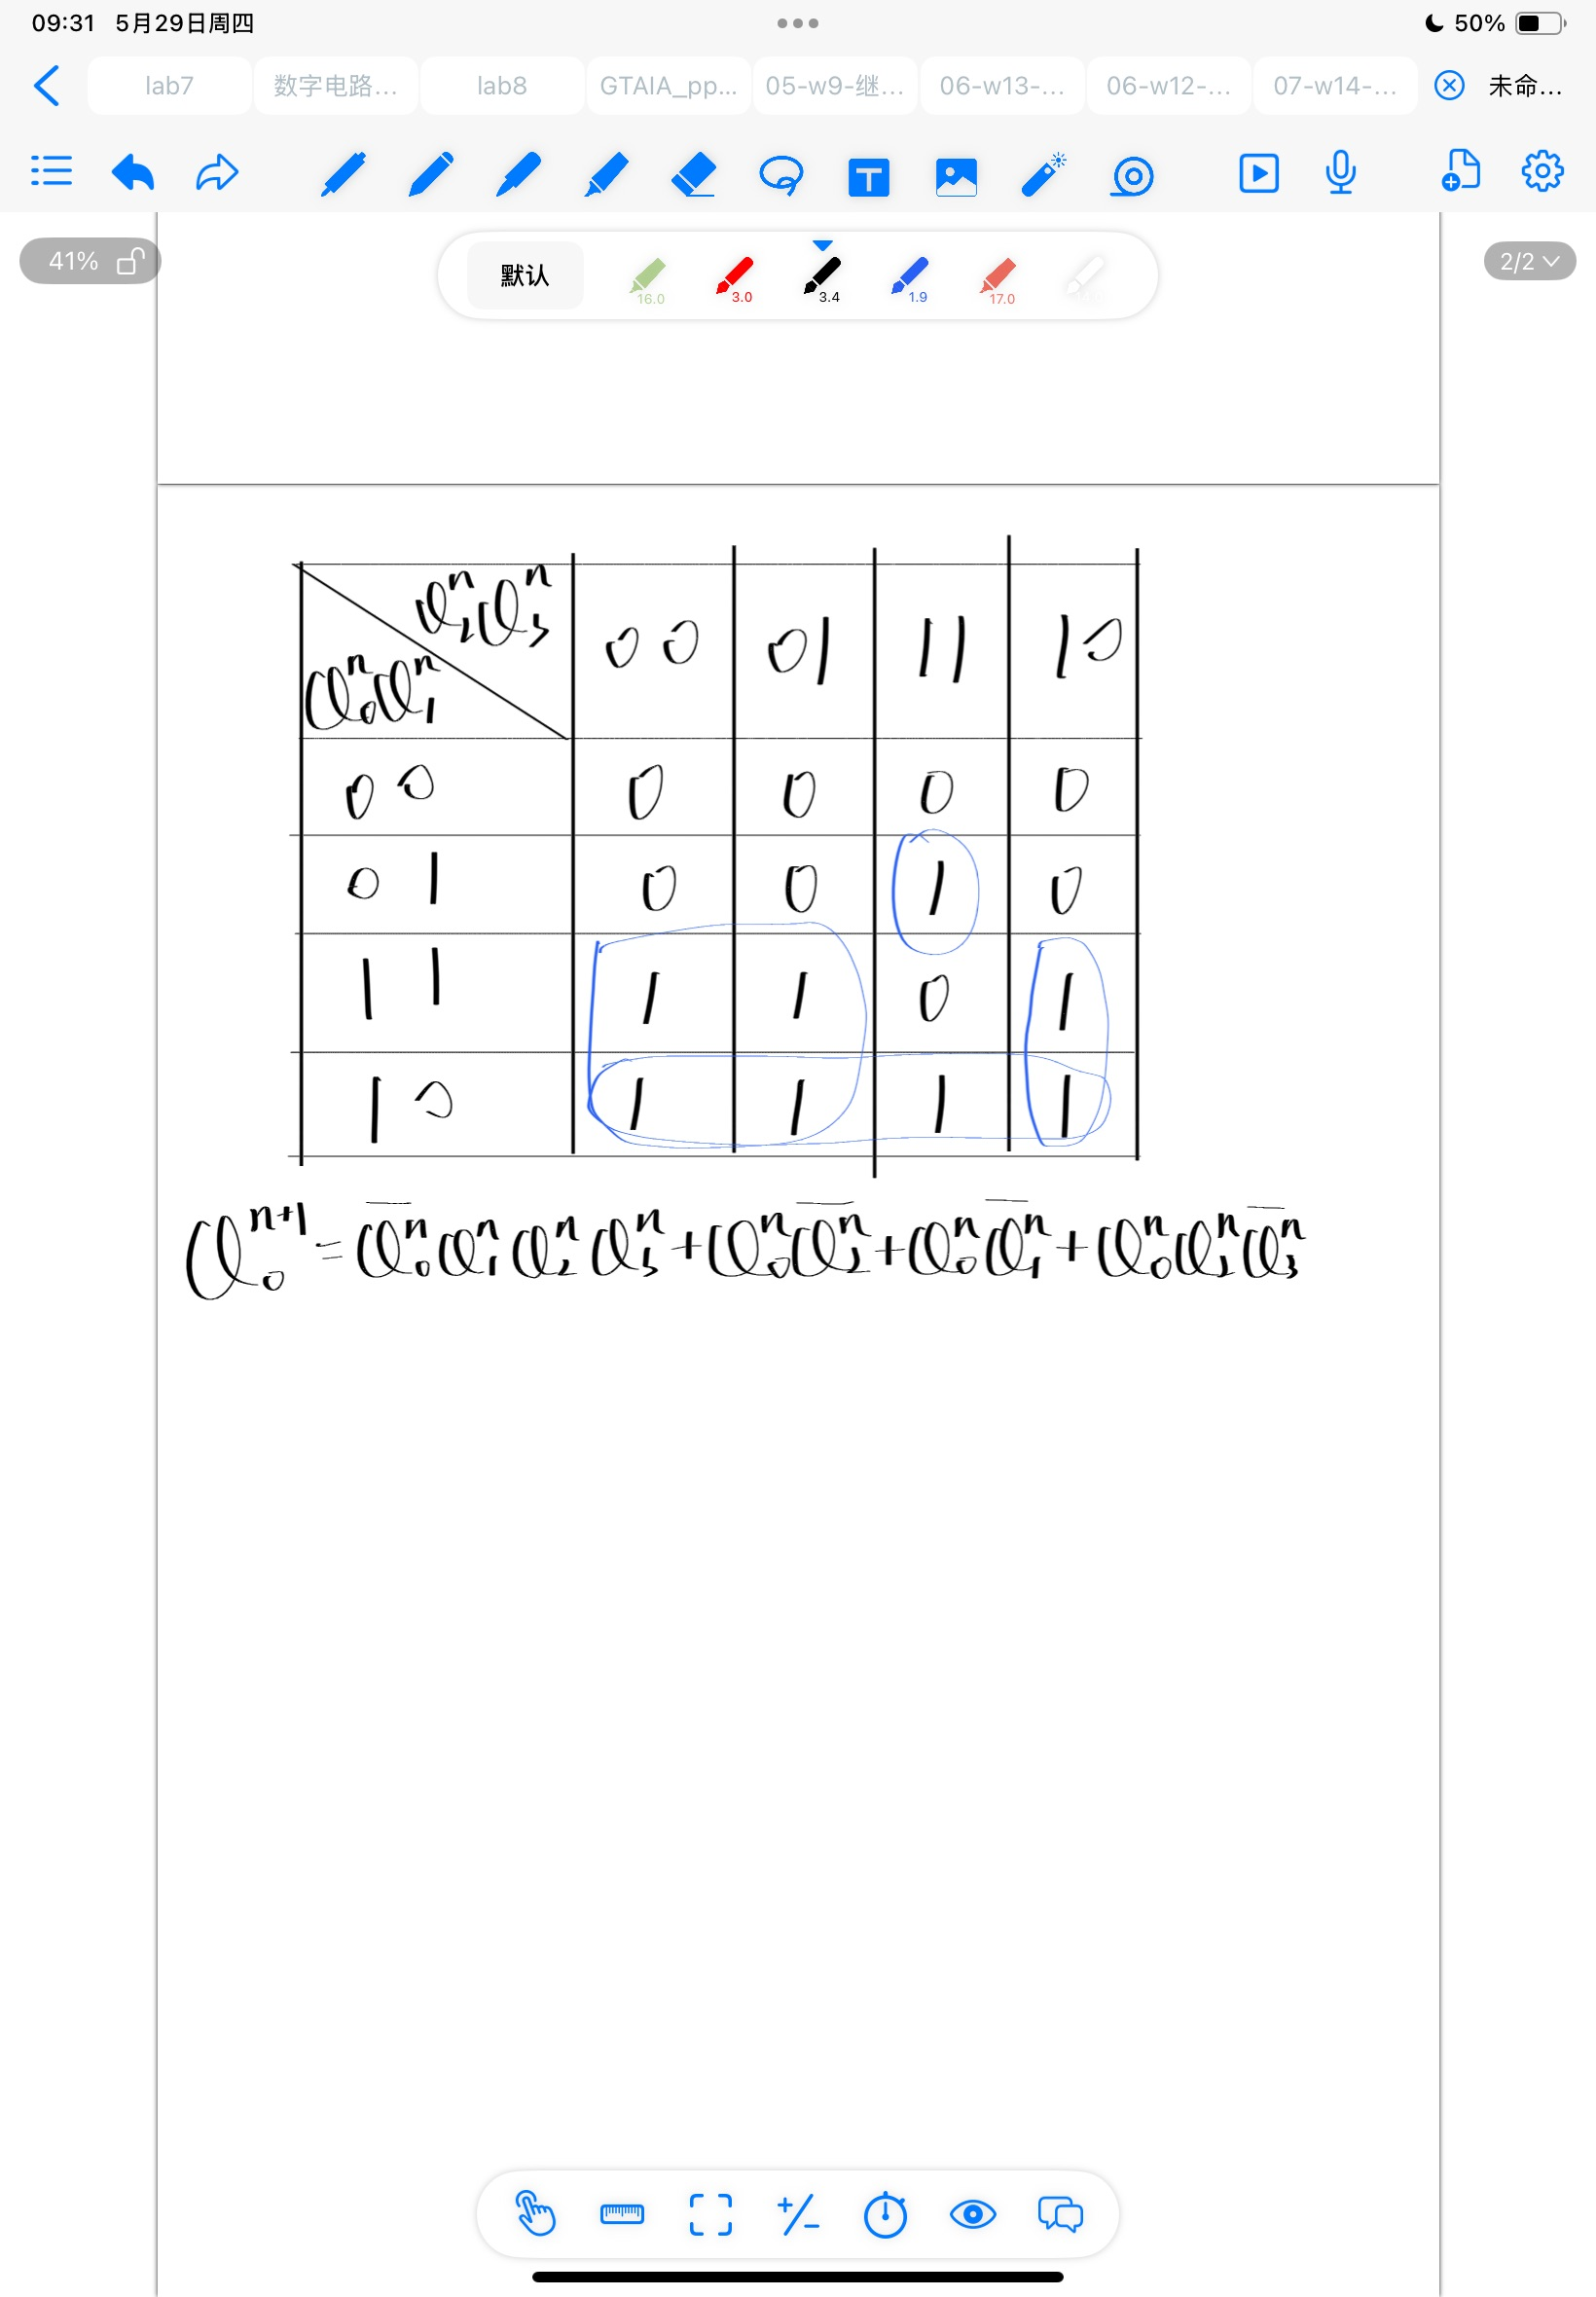 09:31 5月29日周四 50%
lab7 数字电路... lab8 GTAIA_pp... 05-w9-继... 06-w13-... 06-w12-... 07-w14-... 未命...
T
41% 2/2
默认 16.0 3.0 3.4 1.9 17.0
Q₂ⁿQ₃ⁿ 00 01 11 10
Q₀ⁿQ₁ⁿ
00 0 0 0 0
01 0 0 1 0
11 1 1 0 1
10 1 1 1 1
Q₀ⁿ⁺¹ = Q̅₀ⁿQ₁ⁿQ₂ⁿQ₃ⁿ + Q₀ⁿQ̅₂ⁿ + Q₀ⁿQ̅₁ⁿ + Q₀ⁿQ₂ⁿQ̅₃ⁿ